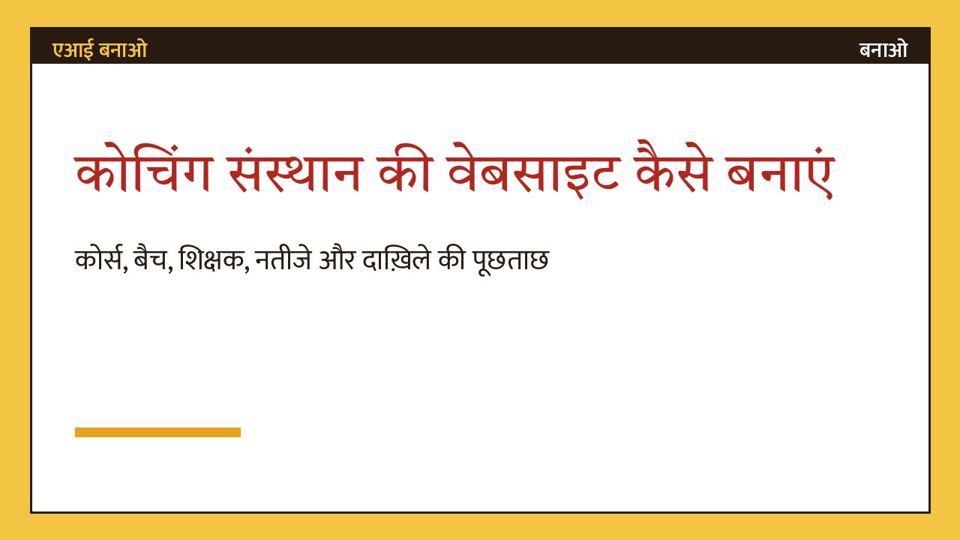 एआई बनाओ
बनाओ
कोचिंग संस्थान की वेबसाइट कैसे बनाएं
कोर्स, बैच, शिक्षक, नतीजे और दाख़िले की पूछताछ